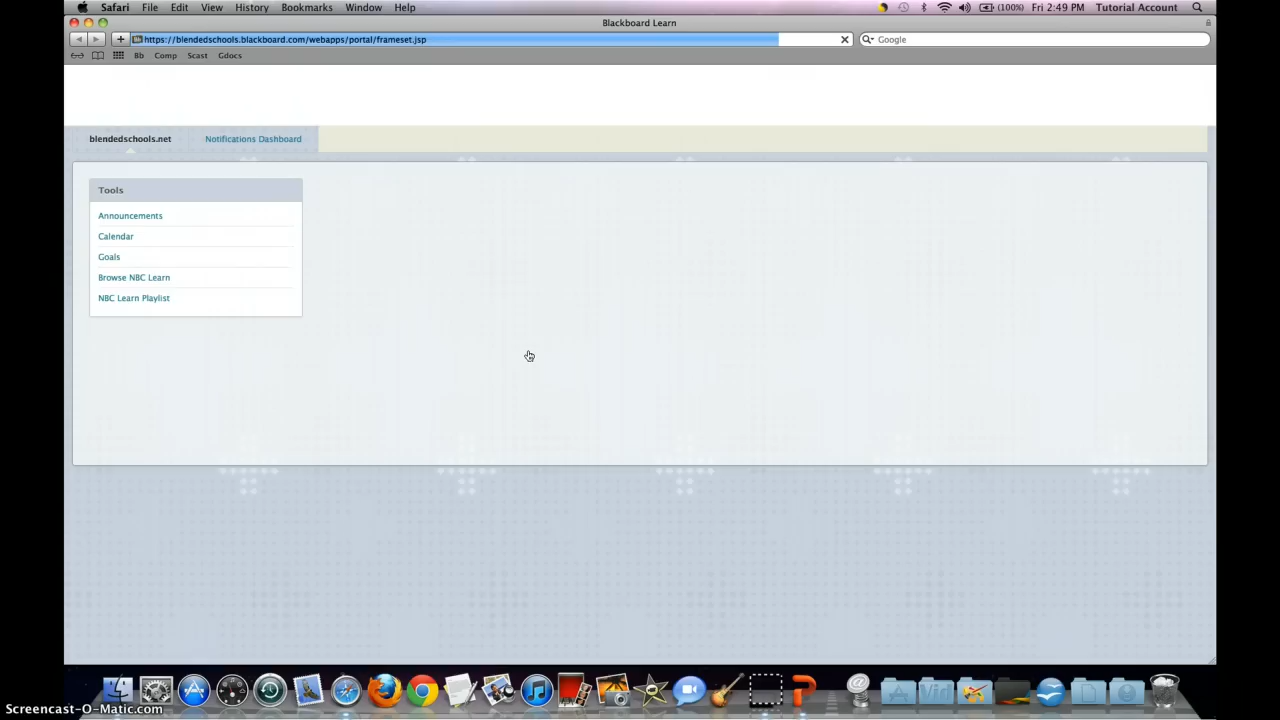 Safari File Edit View History Bookmarks Window Help (100%) Fri 2:49 PM Tutorial Account
Blackboard Learn
https://blendedschools.blackboard.com/webapps/portal/frameset.jsp Google
Bb Comp Scast Gdocs
blendedschools.net Notifications Dashboard
Tools
Announcements
Calendar
Goals
Browse NBC Learn
NBC Learn Playlist
Screencast-O-Matic.com